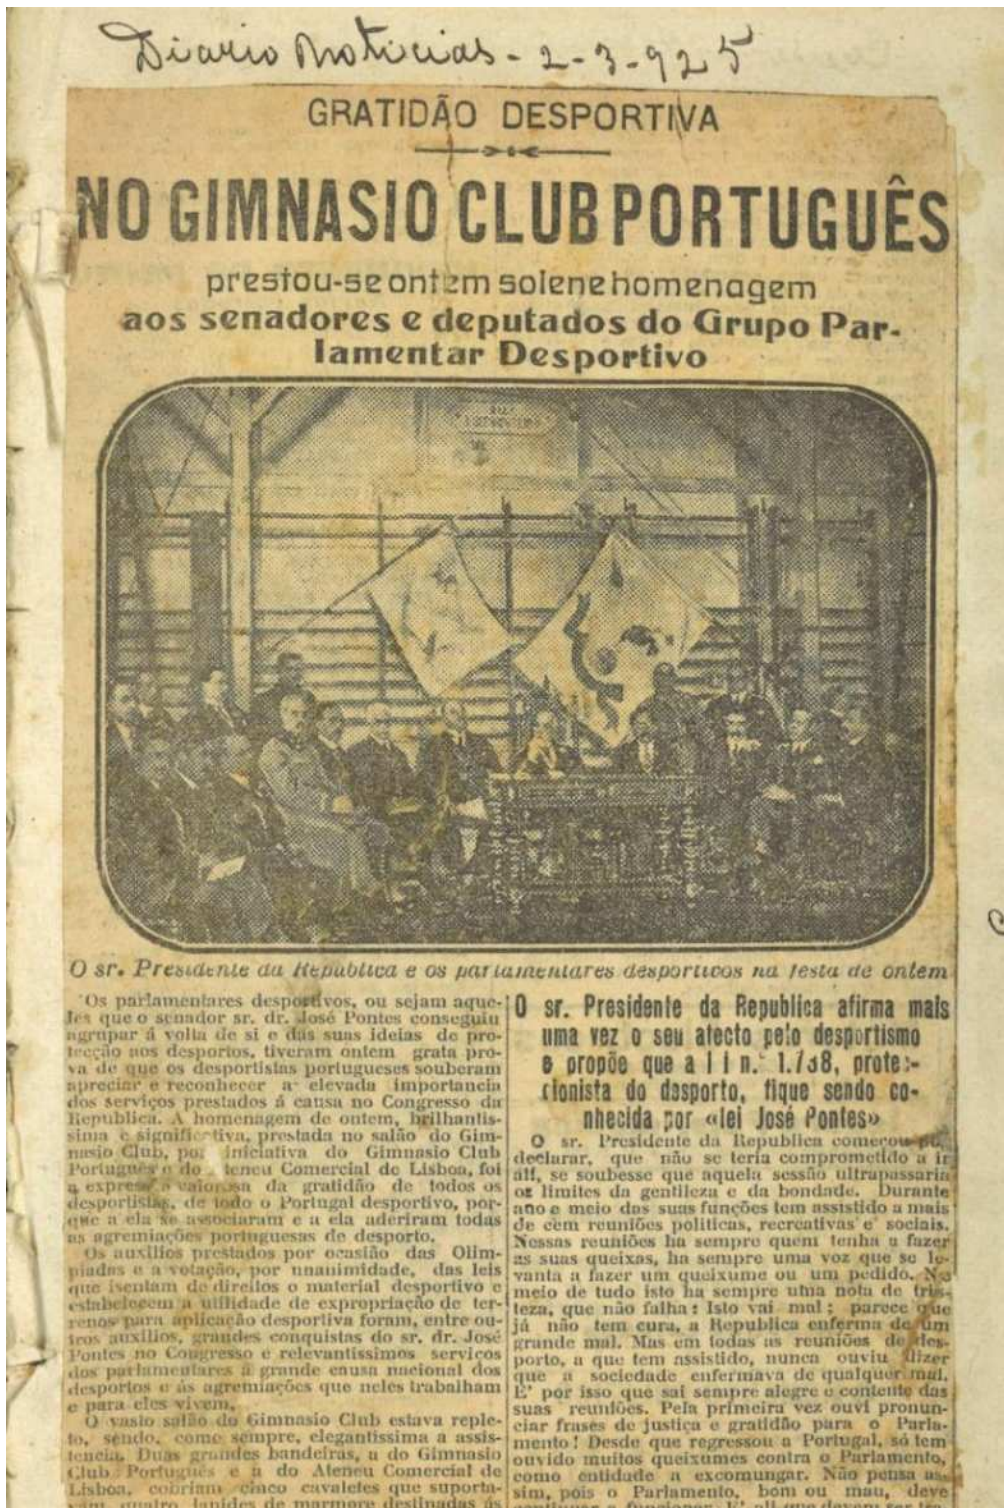 Diario Noticias - 2-3-925
GRATIDÃO DESPORTIVA
NO GIMNASIO CLUB PORTUGUÊS
prestou-se ontem solene homenagem
aos senadores e deputados do Grupo Par-
lamentar Desportivo
O sr. Presidente da Republica e os parlamentares desportivos na festa de ontem
Os parlamentares desportivos, ou sejam aque-
les que o senador sr. dr. José Pontes conseguiu
agrupar á volta de si e das suas ideias de pro-
tecção aos desportos, tiveram ontem grata pro-
va de que os desportistas portugueses souberam
apreciar e reconhecer a elevada importancia
dos serviços prestados á causa no Congresso da
Republica. A homenagem de ontem, brilhantis-
sima e significativa, prestada no salão do Gim-
nasio Club, por iniciativa do Gimnasio Club
Português e do Ateneu Comercial de Lisboa, foi
a expressão valorosa da gratidão de todos os
desportistas, de todo o Portugal desportivo, por-
que a ela se associaram e a ela aderiram todas
as agremiações portuguesas de desporto.
Os auxilios prestados por ocasião das Olim-
piadas e a votação, por unanimidade, das leis
que isentam de direitos o material desportivo e
estabelecem a utilidade de expropriação de ter-
renos para aplicação desportiva foram, entre ou-
tros auxilios, grandes conquistas do sr. dr. José
Pontes no Congresso e relevantissimos serviços
dos parlamentares á grande causa nacional dos
desportos e ás agremiações que neles trabalham
e para eles vivem.
O vasto salão do Gimnasio Club estava reple-
to, sendo, como sempre, elegantissima a assis-
tencia. Duas grandes bandeiras, a do Gimnasio
Club Português e a do Ateneu Comercial de
Lisboa, cobriam cinco cavaletes que suporta-
vam quatro lapides de marmore destinadas ás
O sr. Presidente da Republica afirma mais
uma vez o seu afecto pelo desportismo
e propõe que a lei n.º 1.728, protec-
cionista do desporto, fique sendo co-
nhecida por «lei José Pontes»
O sr. Presidente da Republica começou por
declarar, que não se teria comprometido a ir
ali, se soubesse que aquela sessão ultrapassaria
os limites da gentileza e da bondade. Durante
ano e meio das suas funções tem assistido a mais
de cem reuniões politicas, recreativas e sociais.
Nessas reuniões ha sempre quem tenha a fazer
as suas queixas, ha sempre uma voz que se le-
vanta a fazer um queixume ou um pedido. No
meio de tudo isto ha sempre uma nota de tris-
teza, que não falha: Isto vai mal; parece que
já não tem cura, a Republica enferma de um
grande mal. Mas em todas as reuniões de des-
porto, a que tem assistido, nunca ouviu dizer
que a sociedade enfermava de qualquer mal.
E' por isso que sai sempre alegre e contente das
suas reuniões. Pela primeira vez ouvi pronun-
ciar frases de justiça e gratidão para o Parla-
mento! Desde que regressou a Portugal, só tem
ouvido muitos queixumes contra o Parlamento,
como entidade a excomungar. Não pensa as-
sim, pois o Parlamento, bom ou mau, deve